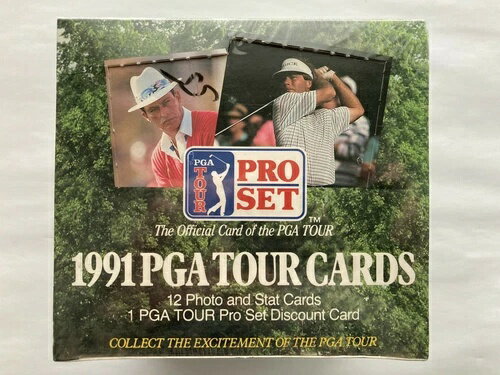 PGA
TOUR
PRO
SET
TM
The Official Card of the PGA TOUR
1991 PGA TOUR CARDS
12 Photo and Stat Cards
1 PGA TOUR Pro Set Discount Card
COLLECT THE EXCITEMENT OF THE PGA TOUR